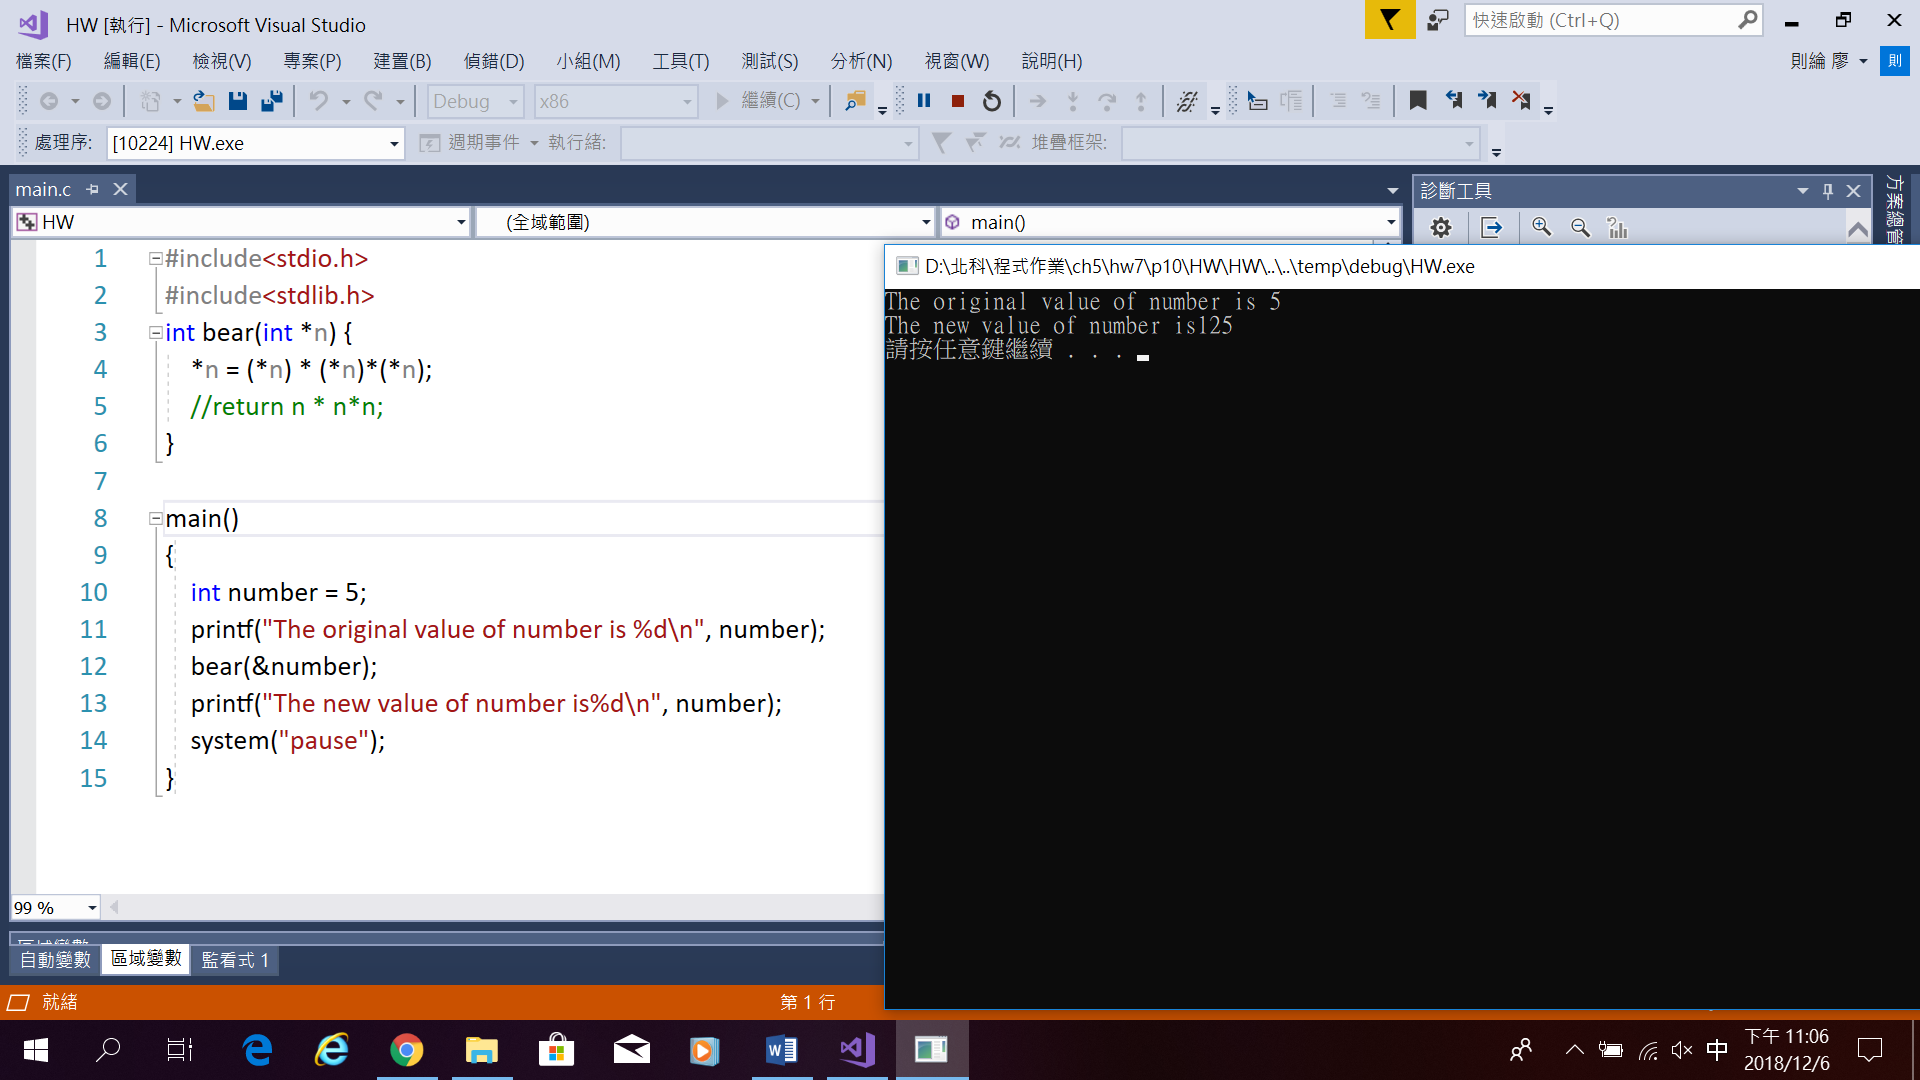 HW [執行] - Microsoft Visual Studio
快速啟動 (Ctrl+Q)
檔案(F) 編輯(E) 檢視(V) 專案(P) 建置(B) 偵錯(D) 小組(M) 工具(T) 測試(S) 分析(N) 視窗(W) 說明(H)
則綸 廖 則
Debug x86 繼續(C)
處理序: [10224] HW.exe 週期事件 執行緒: 堆疊框架:
main.c
診斷工具
方案總管
HW (全域範圍) main()
1 #include<stdio.h>
2 #include<stdlib.h>
3 int bear(int *n) {
4 *n = (*n) * (*n)*(*n);
5 //return n * n*n;
6 }
7
8 main()
9 {
10 int number = 5;
11 printf("The original value of number is %d\n", number);
12 bear(&number);
13 printf("The new value of number is%d\n", number);
14 system("pause");
15 }
D:\北科\程式作業\ch5\hw7\p10\HW\HW\..\..\temp\debug\HW.exe
The original value of number is 5
The new value of number is125
請按任意鍵繼續 . . .
99 %
區域變數
自動變數 區域變數 監看式 1
就緒 第 1 行
中
下午 11:06
2018/12/6